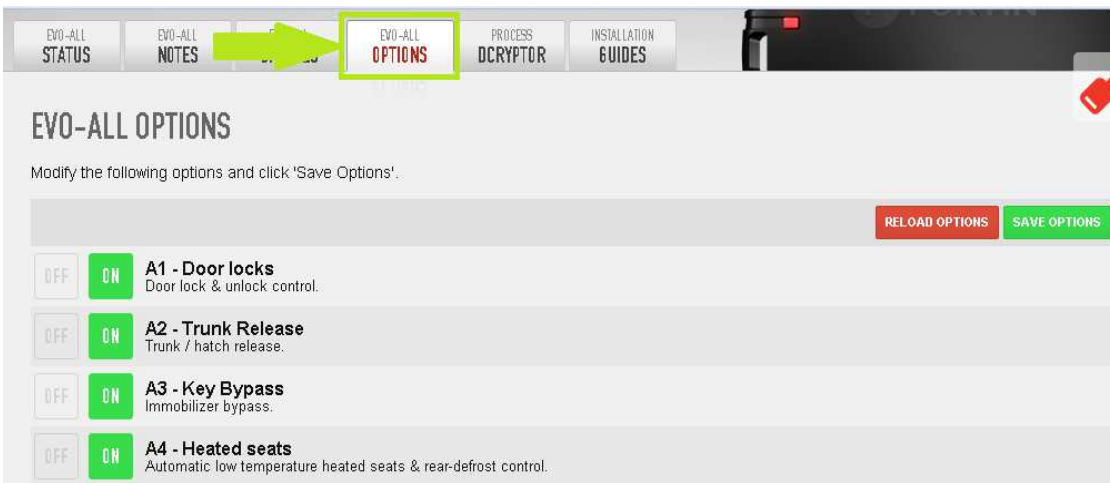 EVO-ALL
STATUS
EVO-ALL
NOTES
EVO-ALL
OPTIONS
PROCESS
DCRYPTOR
INSTALLATION
GUIDES
EVO-ALL OPTIONS
Modify the following options and click 'Save Options'.
RELOAD OPTIONS
SAVE OPTIONS
OFF ON A1 - Door locks
Door lock & unlock control.
OFF ON A2 - Trunk Release
Trunk / hatch release.
OFF ON A3 - Key Bypass
Immobilizer bypass.
OFF ON A4 - Heated seats
Automatic low temperature heated seats & rear-defrost control.